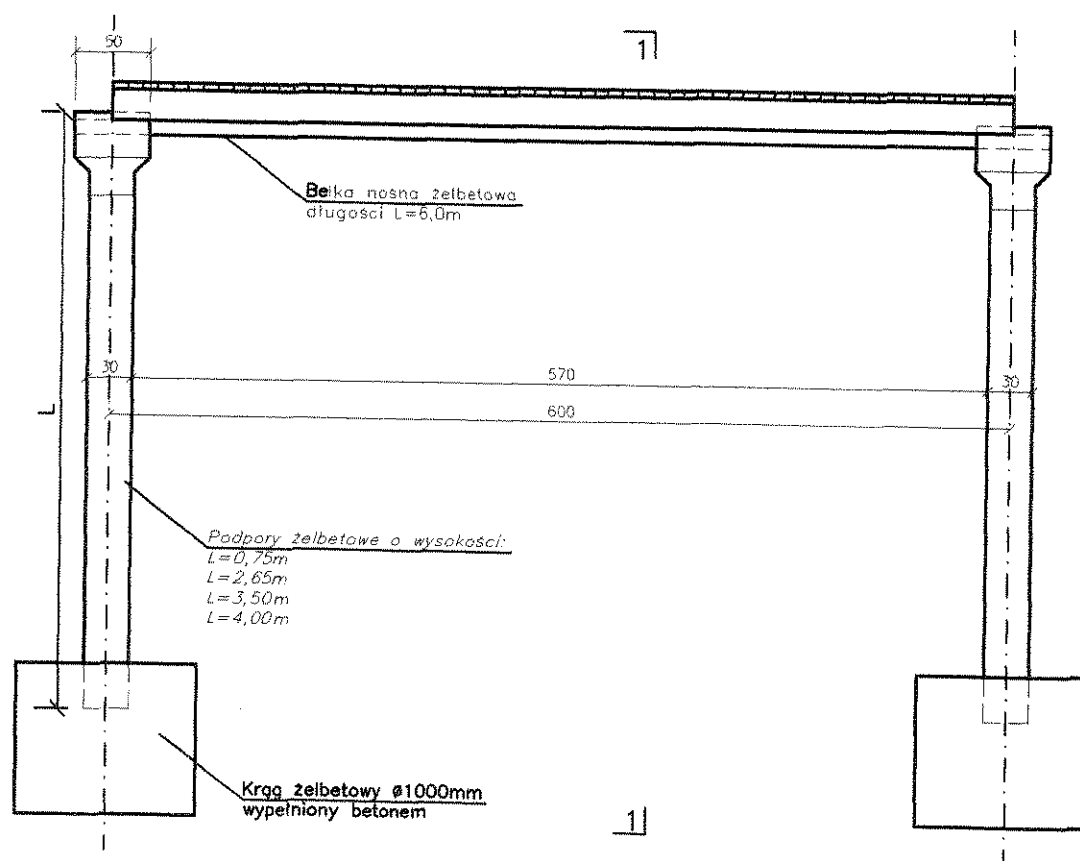 50
1
Belka nośna żelbetowa
długości L=6,0m
30
570
30
600
L
Podpory żelbetowe o wysokości:
L=0,75m
L=2,65m
L=3,50m
L=4,00m
Krąg żelbetowy ø1000mm
wypełniony betonem
1